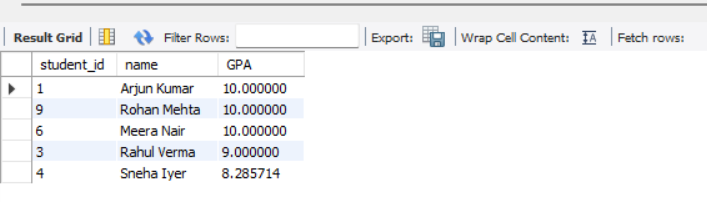 Result Grid Filter Rows: Export: Wrap Cell Content: Fetch rows:
student_id name GPA
1 Arjun Kumar 10.000000
9 Rohan Mehta 10.000000
6 Meera Nair 10.000000
3 Rahul Verma 9.000000
4 Sneha Iyer 8.285714